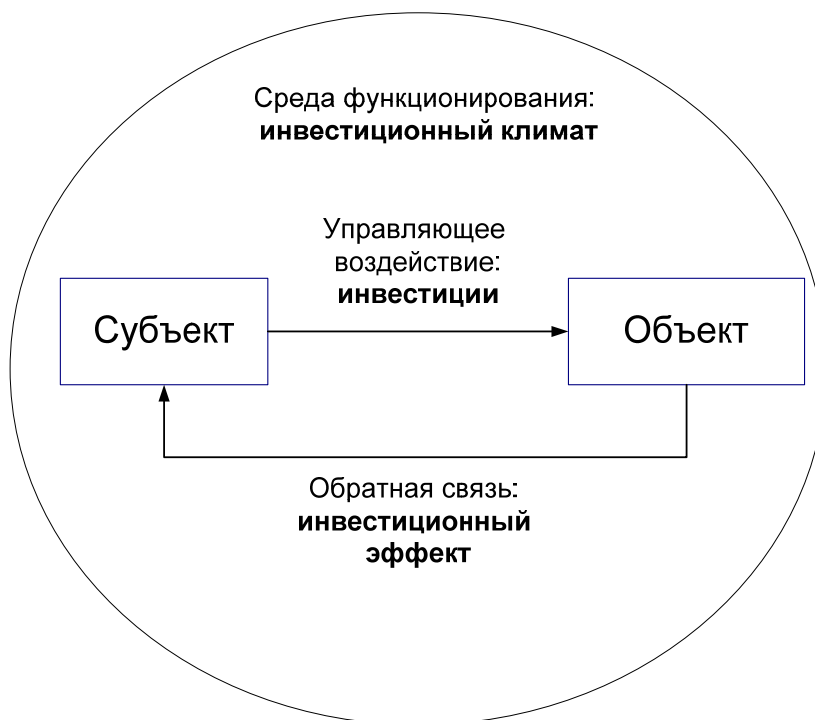 Среда функционирования:
инвестиционный климат
Управляющее
воздействие:
инвестиции
Субъект
Объект
Обратная связь:
инвестиционный
эффект